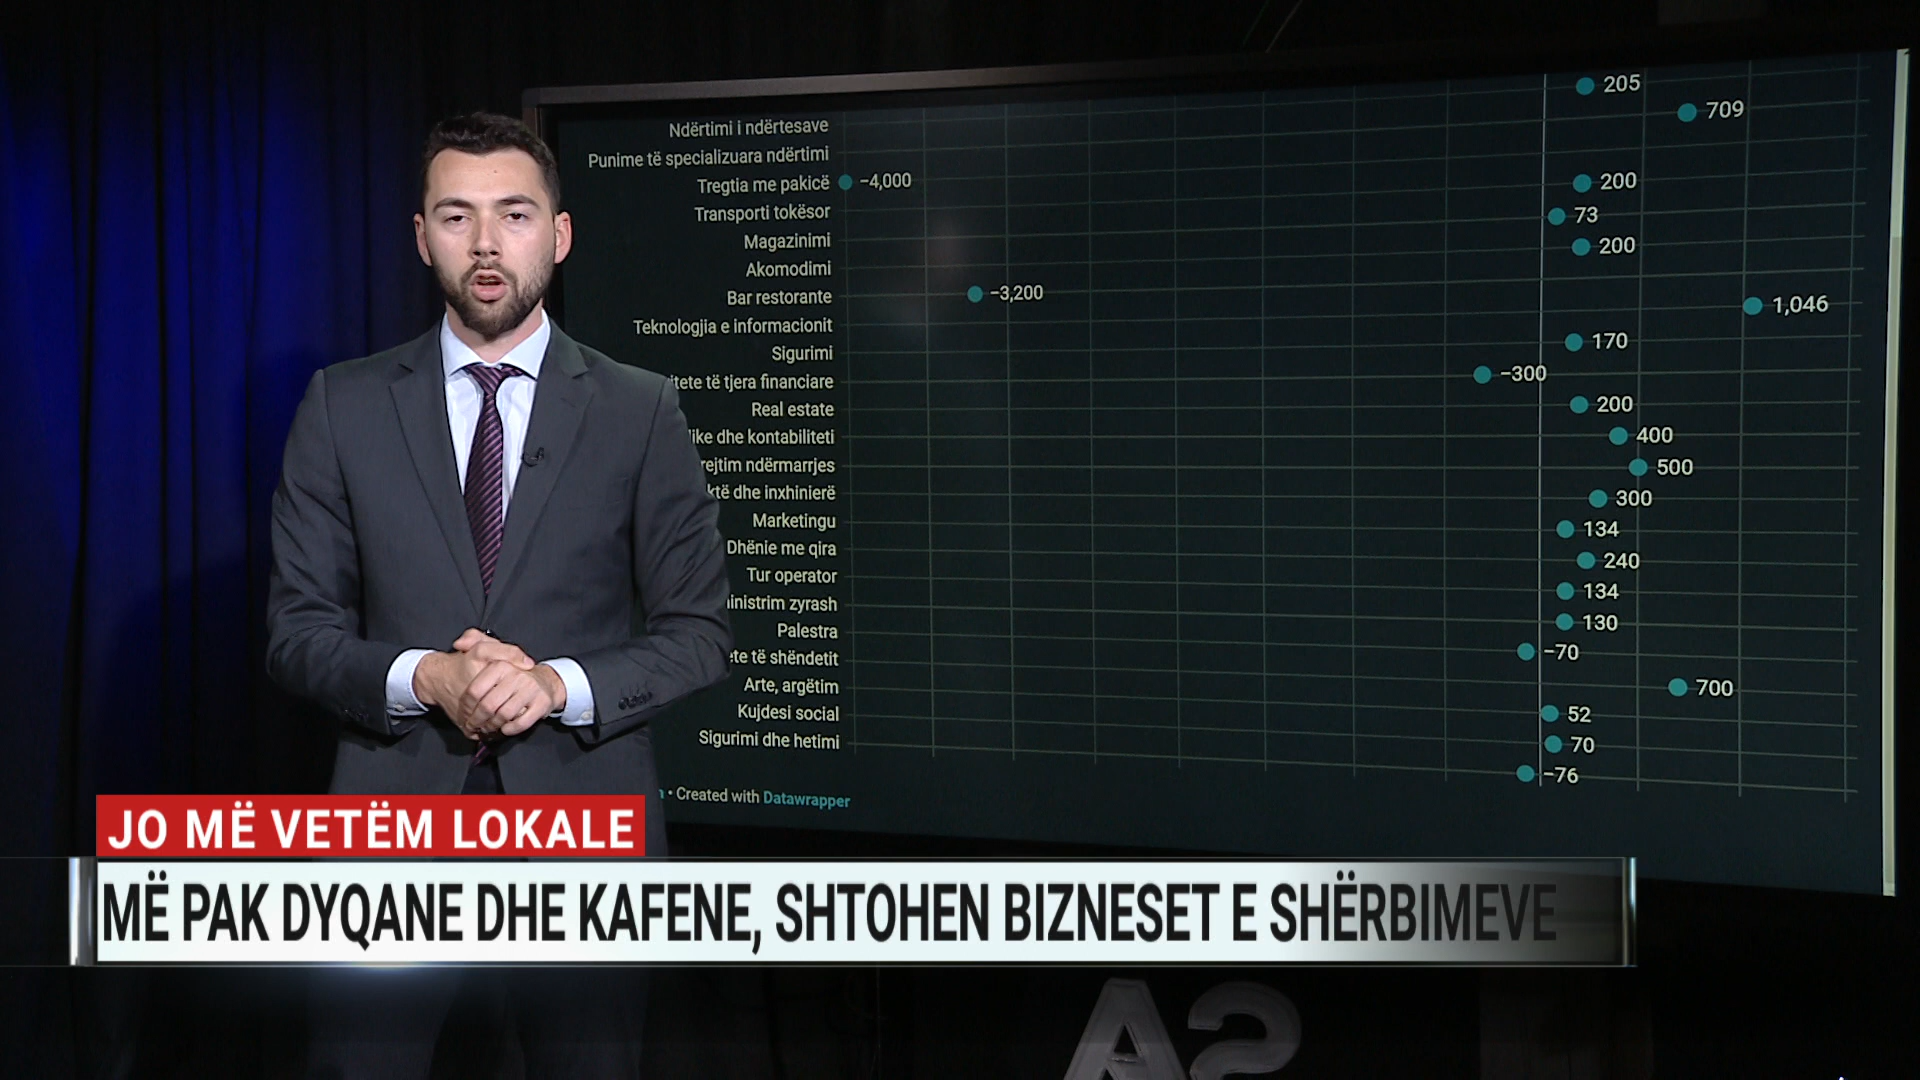 205
Ndërtimi i ndërtesave
709
Punime të specializuara ndërtimi
Tregtia me pakicë −4,000
200
Transporti tokësor
73
Magazinimi
200
Akomodimi
Bar restorante −3,200
1,046
Teknologjia e informacionit
170
Sigurimi
−300
itete të tjera financiare
200
Real estate
400
like dhe kontabiliteti
500
rejtim ndërmarrjes
300
ktë dhe inxhinierë
134
Marketingu
240
Dhënie me qira
134
Tur operator
130
inistrim zyrash
−70
Palestra
700
ete të shëndetit
52
Arte, argëtim
70
Kujdesi social
−76
Sigurimi dhe hetimi
• Created with Datawrapper
JO MË VETËM LOKALE
MË PAK DYQANE DHE KAFENE, SHTOHEN BIZNESET E SHËRBIMEVE
A2